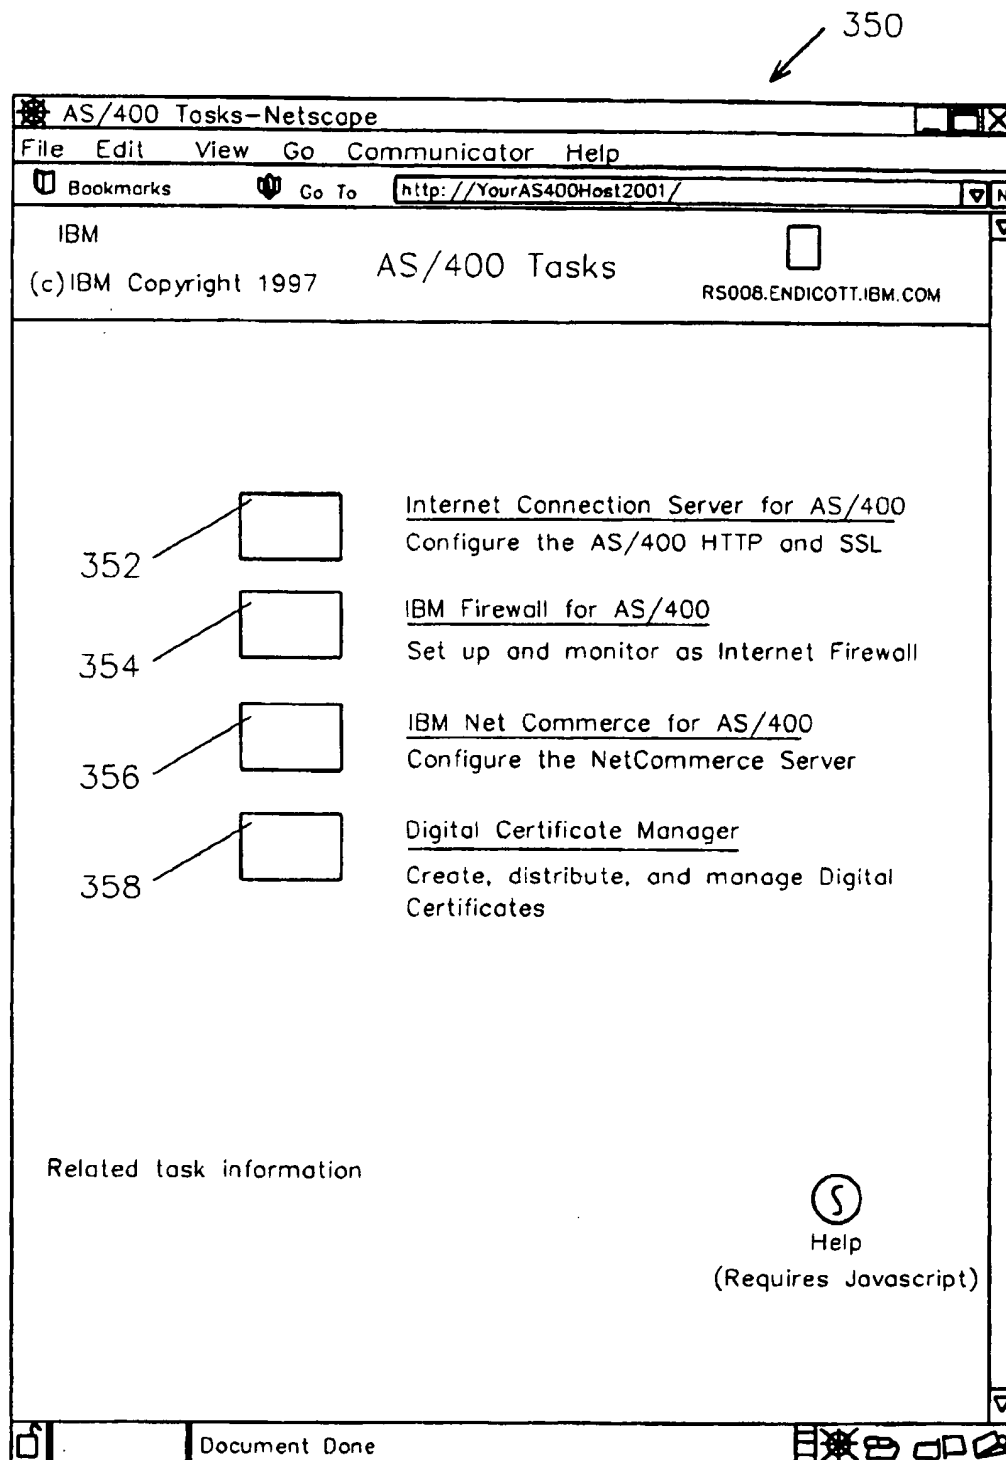 350
AS/400 Tasks-Netscape
File Edit View Go Communicator Help
Bookmarks Go To http://YourAS400Host2001/ N
IBM
(c)IBM Copyright 1997
AS/400 Tasks
RS008.ENDICOTT.IBM.COM
352
Internet Connection Server for AS/400
Configure the AS/400 HTTP and SSL
354
IBM Firewall for AS/400
Set up and monitor as Internet Firewall
356
IBM Net Commerce for AS/400
Configure the NetCommerce Server
358
Digital Certificate Manager
Create, distribute, and manage Digital
Certificates
Related task information
Help
(Requires Javascript)
Document Done